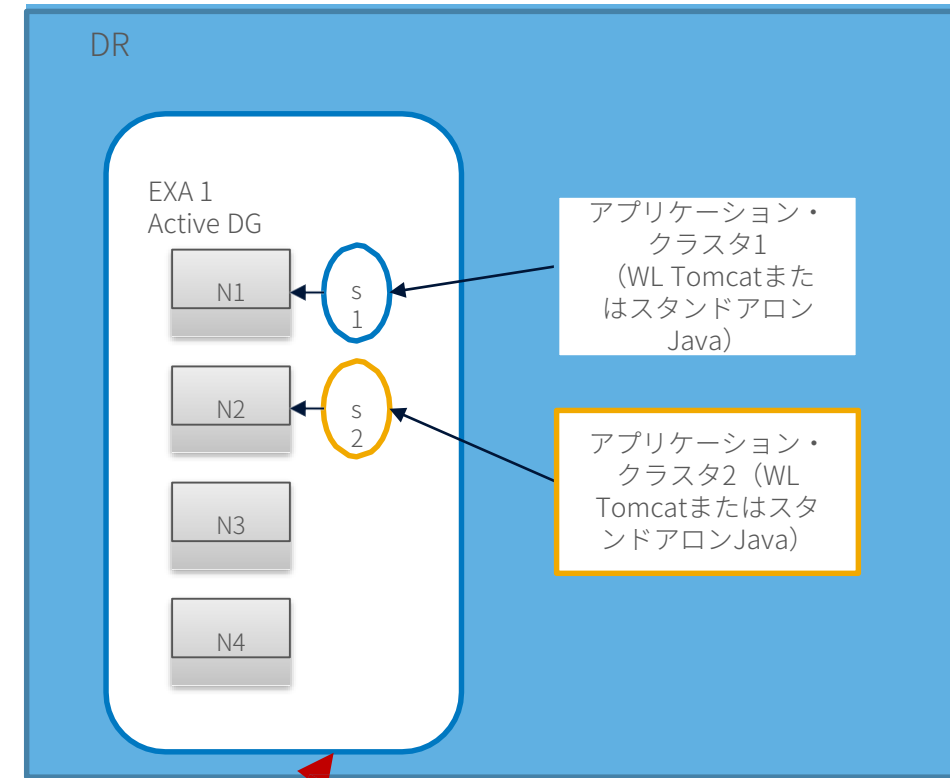 DR
EXA 1
Active DG
N1
s
1
アプリケーション・
クラスタ1
（WL Tomcatまた
はスタンドアロン
Java）
N2
s
2
アプリケーション・
クラスタ2（WL
Tomcatまたはスタ
ンドアロンJava）
N3
N4